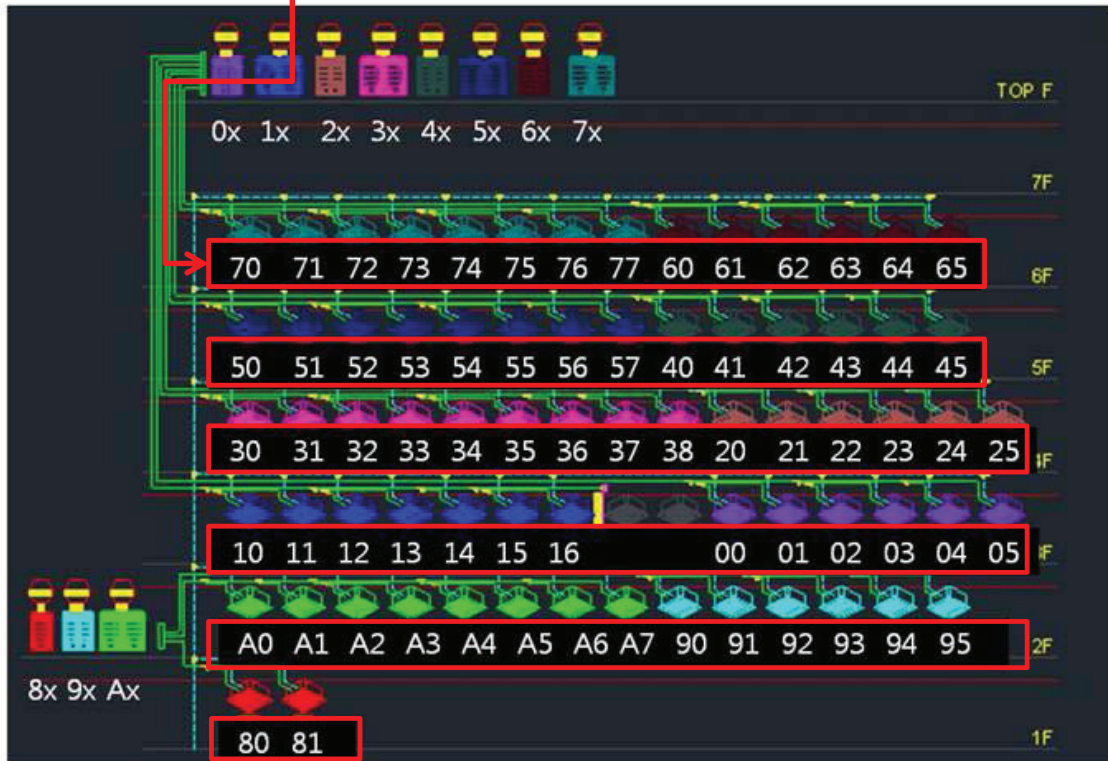 TOP F
0x 1x 2x 3x 4x 5x 6x 7x
7F
70 71 72 73 74 75 76 77 60 61 62 63 64 65
6F
50 51 52 53 54 55 56 57 40 41 42 43 44 45
5F
30 31 32 33 34 35 36 37 38 20 21 22 23 24 25
4F
10 11 12 13 14 15 16 00 01 02 03 04 05
3F
A0 A1 A2 A3 A4 A5 A6 A7 90 91 92 93 94 95
2F
8x 9x Ax
80 81
1F